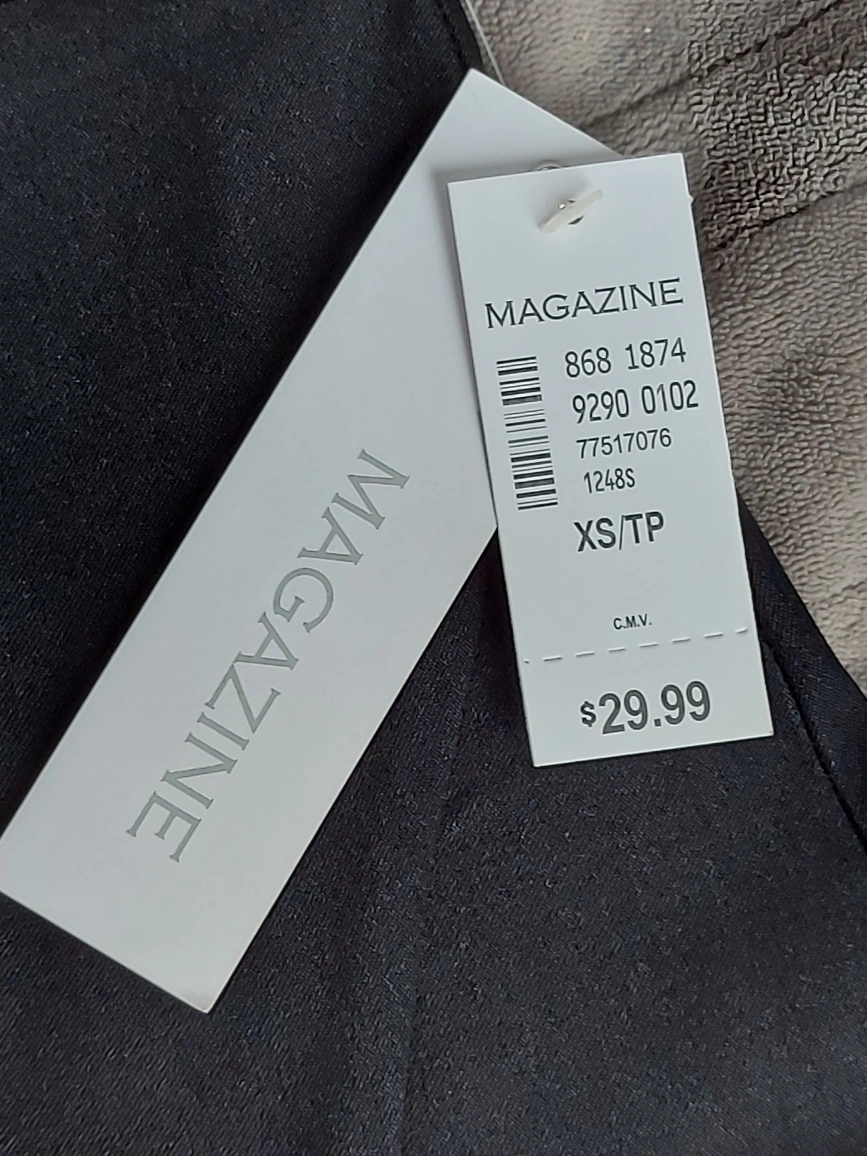 MAGAZINE
868 1874
9290 0102
77517076
1248S
XS/TP
C.M.V.
$29.99
MAGAZINE